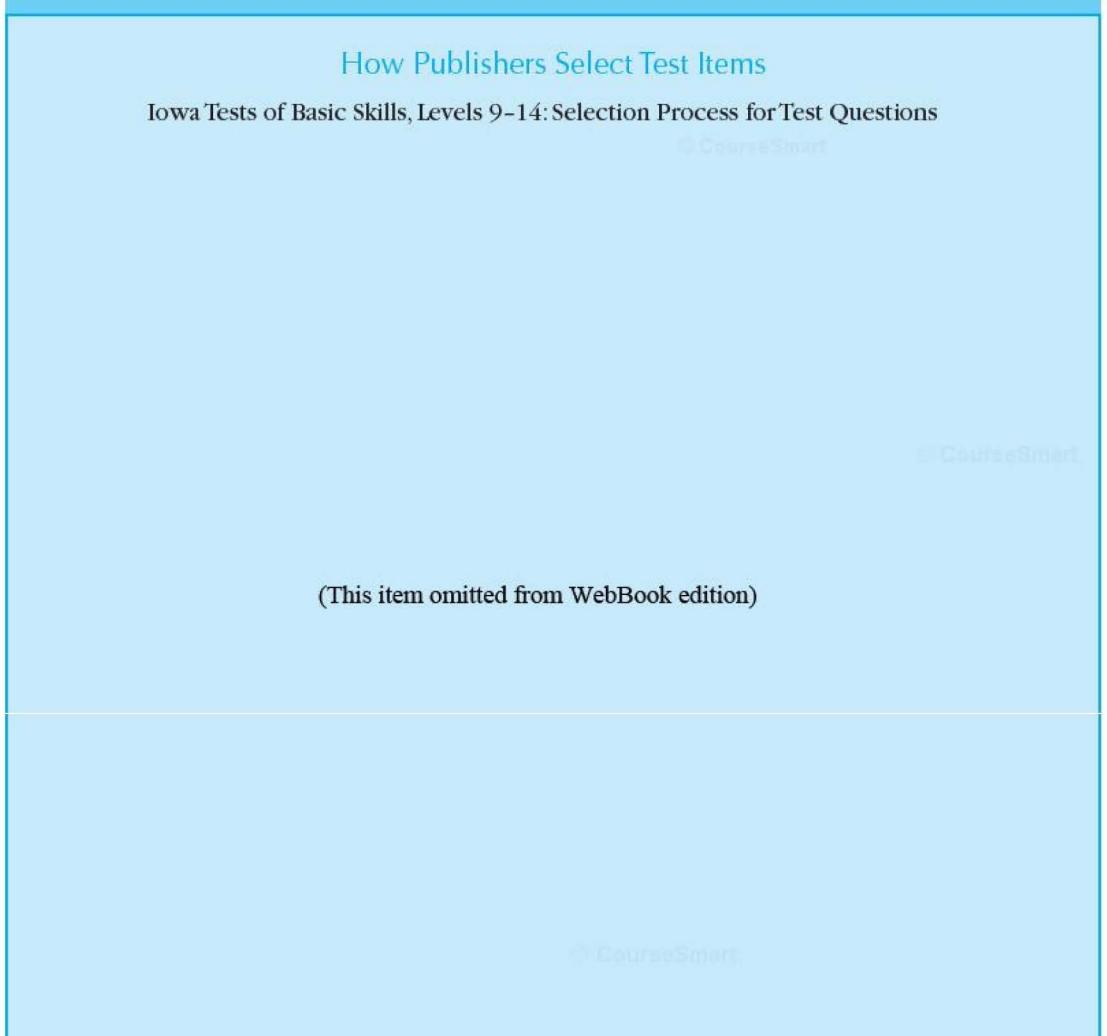 How Publishers Select Test Items
Iowa Tests of Basic Skills, Levels 9–14: Selection Process for Test Questions
© CourseSmart
© CourseSmart
(This item omitted from WebBook edition)
© CourseSmart